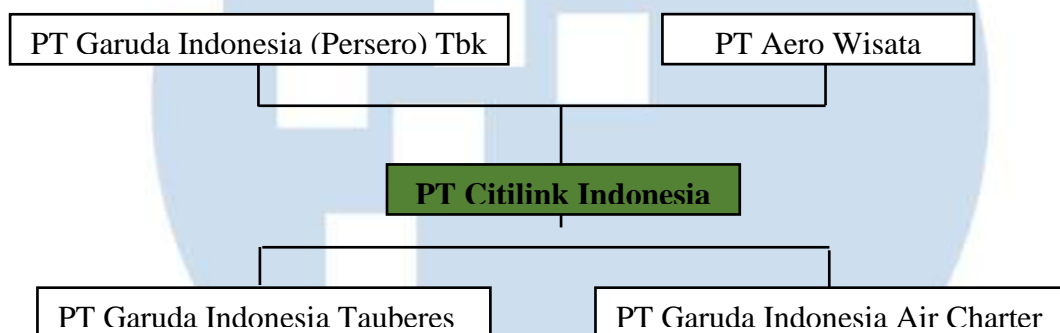 PT Garuda Indonesia (Persero) Tbk
PT Aero Wisata
PT Citilink Indonesia
PT Garuda Indonesia Tauberes
PT Garuda Indonesia Air Charter